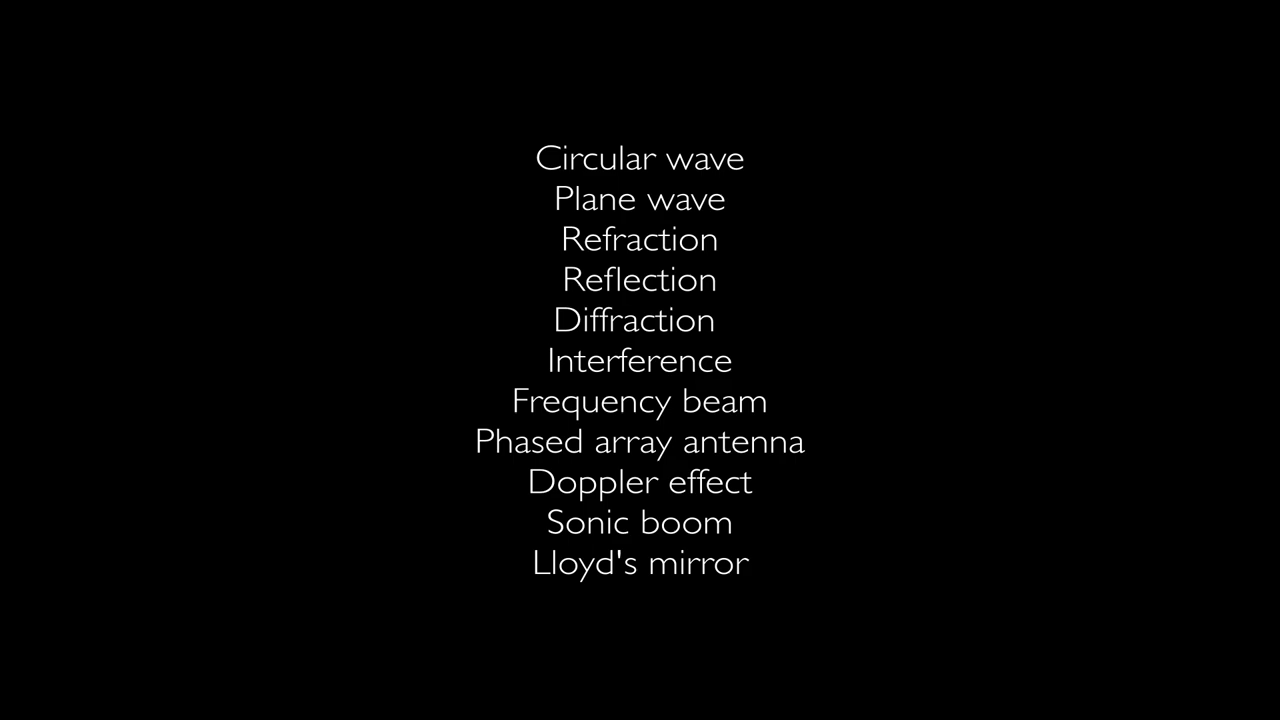 Circular wave
Plane wave
Refraction
Reflection
Diffraction
Interference
Frequency beam
Phased array antenna
Doppler effect
Sonic boom
Lloyd's mirror